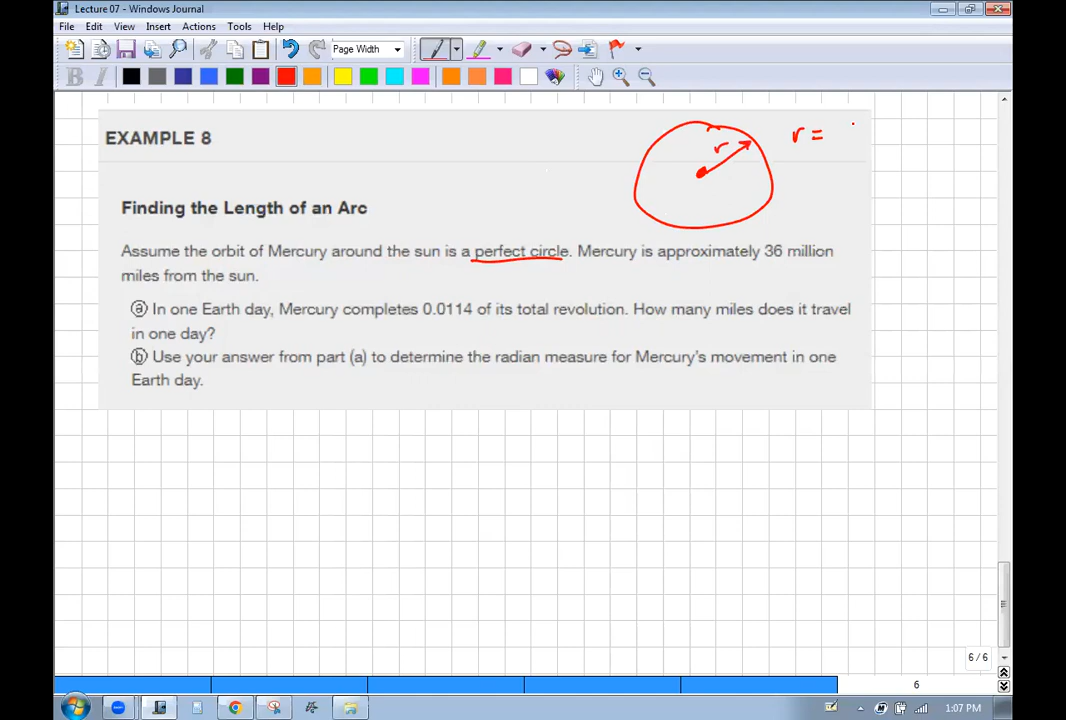 Lecture 07 - Windows Journal
File Edit View Insert Actions Tools Help
Page Width
B I
EXAMPLE 8
r r =
Finding the Length of an Arc
Assume the orbit of Mercury around the sun is a perfect circle. Mercury is approximately 36 million
miles from the sun.
ⓐ In one Earth day, Mercury completes 0.0114 of its total revolution. How many miles does it travel
in one day?
ⓑ Use your answer from part (a) to determine the radian measure for Mercury's movement in one
Earth day.
6 / 6
6
1:07 PM